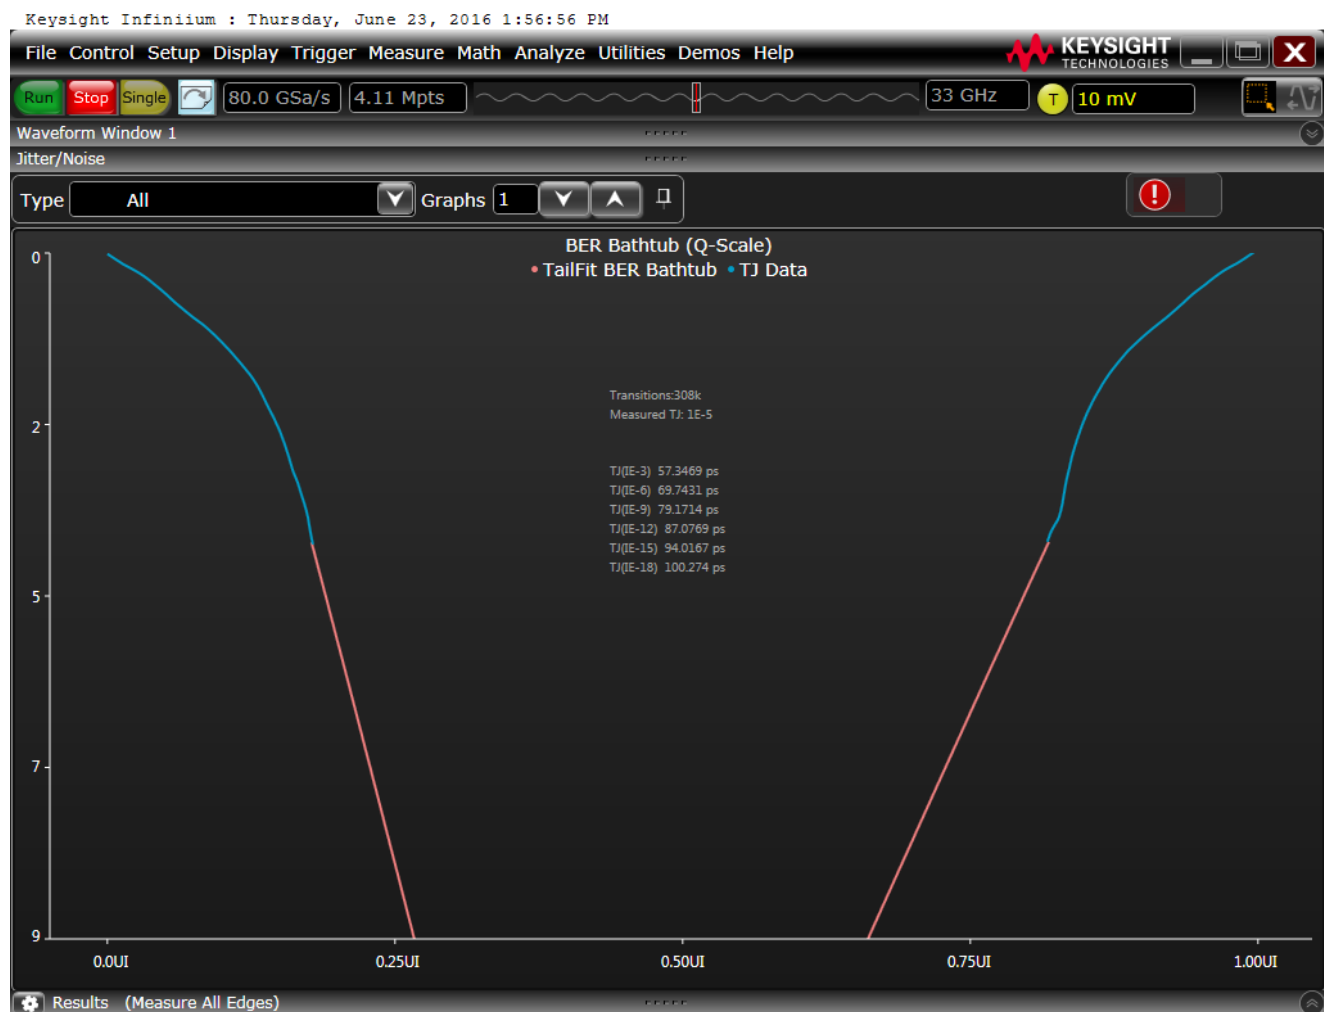 Keysight Infiniium : Thursday, June 23, 2016 1:56:56 PM
File Control Setup Display Trigger Measure Math Analyze Utilities Demos Help
KEYSIGHT
TECHNOLOGIES
Run Stop Single 80.0 GSa/s 4.11 Mpts 33 GHz T 10 mV
Waveform Window 1
Jitter/Noise
Type All Graphs 1
BER Bathtub (Q-Scale)
TailFit BER Bathtub TJ Data
Transitions:308k
Measured TJ: 1E-5
TJ(IE-3) 57.3469 ps
TJ(IE-6) 69.7431 ps
TJ(IE-9) 79.1714 ps
TJ(IE-12) 87.0769 ps
TJ(IE-15) 94.0167 ps
TJ(IE-18) 100.274 ps
0
2
5
7
9
0.0UI 0.25UI 0.50UI 0.75UI 1.00UI
Results (Measure All Edges)